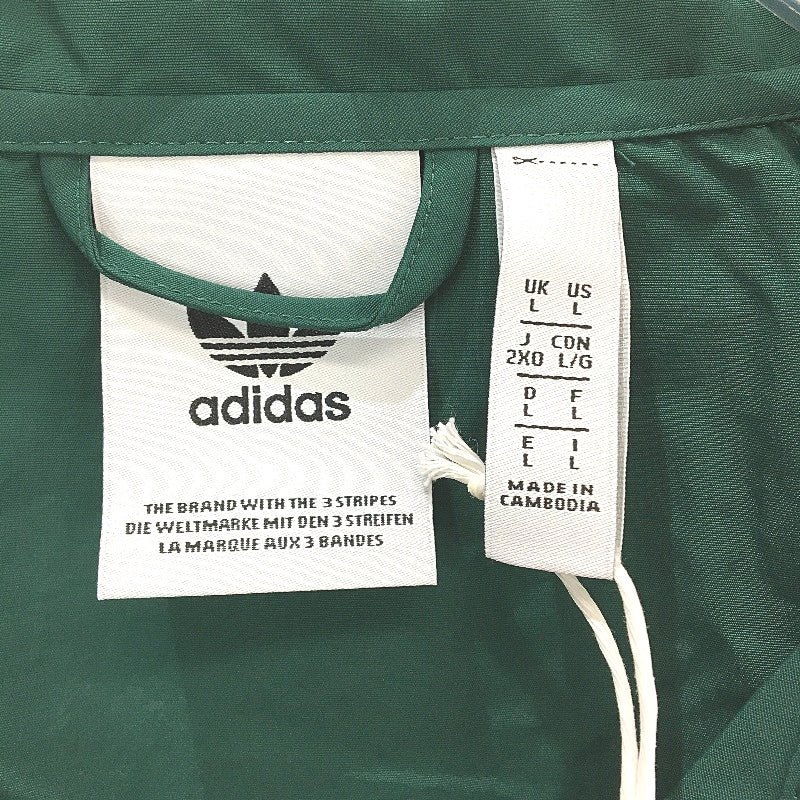 adidas
THE BRAND WITH THE 3 STRIPES
DIE WELTMARKE MIT DEN 3 STREIFEN
LA MARQUE AUX 3 BANDES
UK US
L L
J CDN
2XO L/G
D F
L L
E I
L L
MADE IN
CAMBODIA